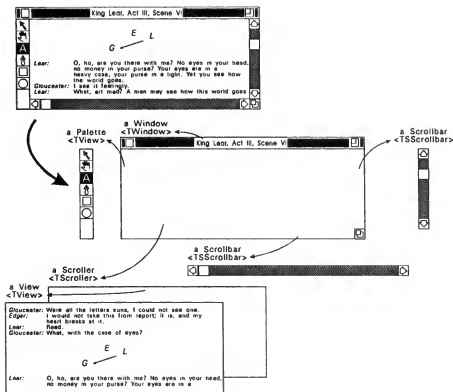 King Lear, Act III, Scene VI
E L
G
A
Lear: O, ho, are you there with me? No eyes in your head,
no money in your purse? Your eyes are in a
heavy case, your purse in a light. Yet you see how
the world goes.
Gloucester: I see it feelingly.
Lear: What, art mad? A man may see how this world goes
a Palette
<TView>
a Window
<TWindow>
a Scrollbar
<TSScrollbar>
King Lear, Act III, Scene VI
A
a Scrollbar
<TSScrollbar>
a Scroller
<TScroller>
a View
<TView>
Gloucester: Were all the letters suns, I could not see one.
Edgar: I would not take this from report; it is, and my
heart breaks at it.
Lear: Read.
Gloucester: What, with the case of eyes?
E L
G
Lear: O, ho, are you there with me? No eyes in your head,
no money in your purse? Your eyes are in a